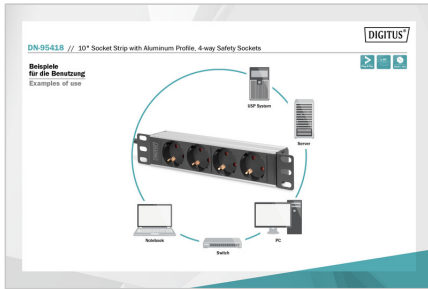 DIGITUS®
DN-95418 // 10" Socket Strip with Aluminum Profile, 4-way Safety Sockets
Beispiele
für die Benutzung
Examples of use
USP System
Server
Notebook
Switch
PC